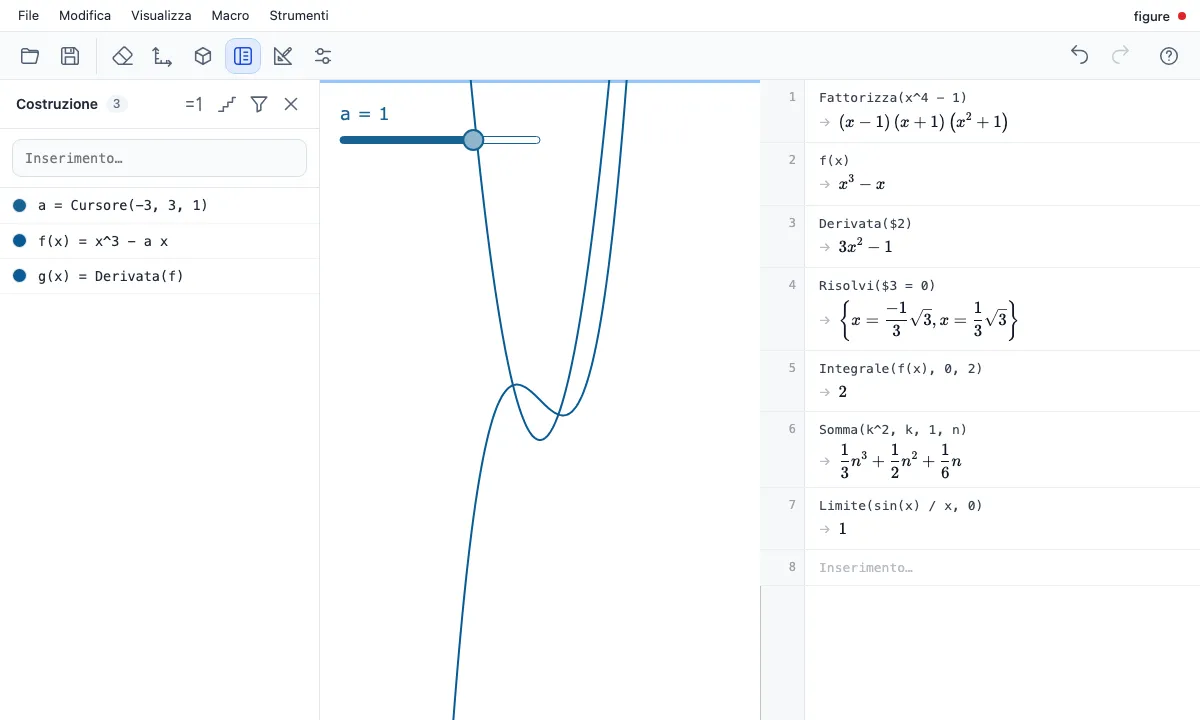 File Modifica Visualizza Macro Strumenti figure
Costruzione 3 =1
Inserimento…
a = Cursore(−3, 3, 1)
f(x) = x^3 − a x
g(x) = Derivata(f)
a = 1
1 Fattorizza(x^4 − 1)
→ (x − 1) (x + 1) (x² + 1)
2 f(x)
→ x³ − x
3 Derivata($2)
→ 3x² − 1
4 Risolvi($3 = 0)
→ {x = −1/3 √3, x = 1/3 √3}
5 Integrale(f(x), 0, 2)
→ 2
6 Somma(k^2, k, 1, n)
→ 1/3 n³ + 1/2 n² + 1/6 n
7 Limite(sin(x) / x, 0)
→ 1
8 Inserimento…